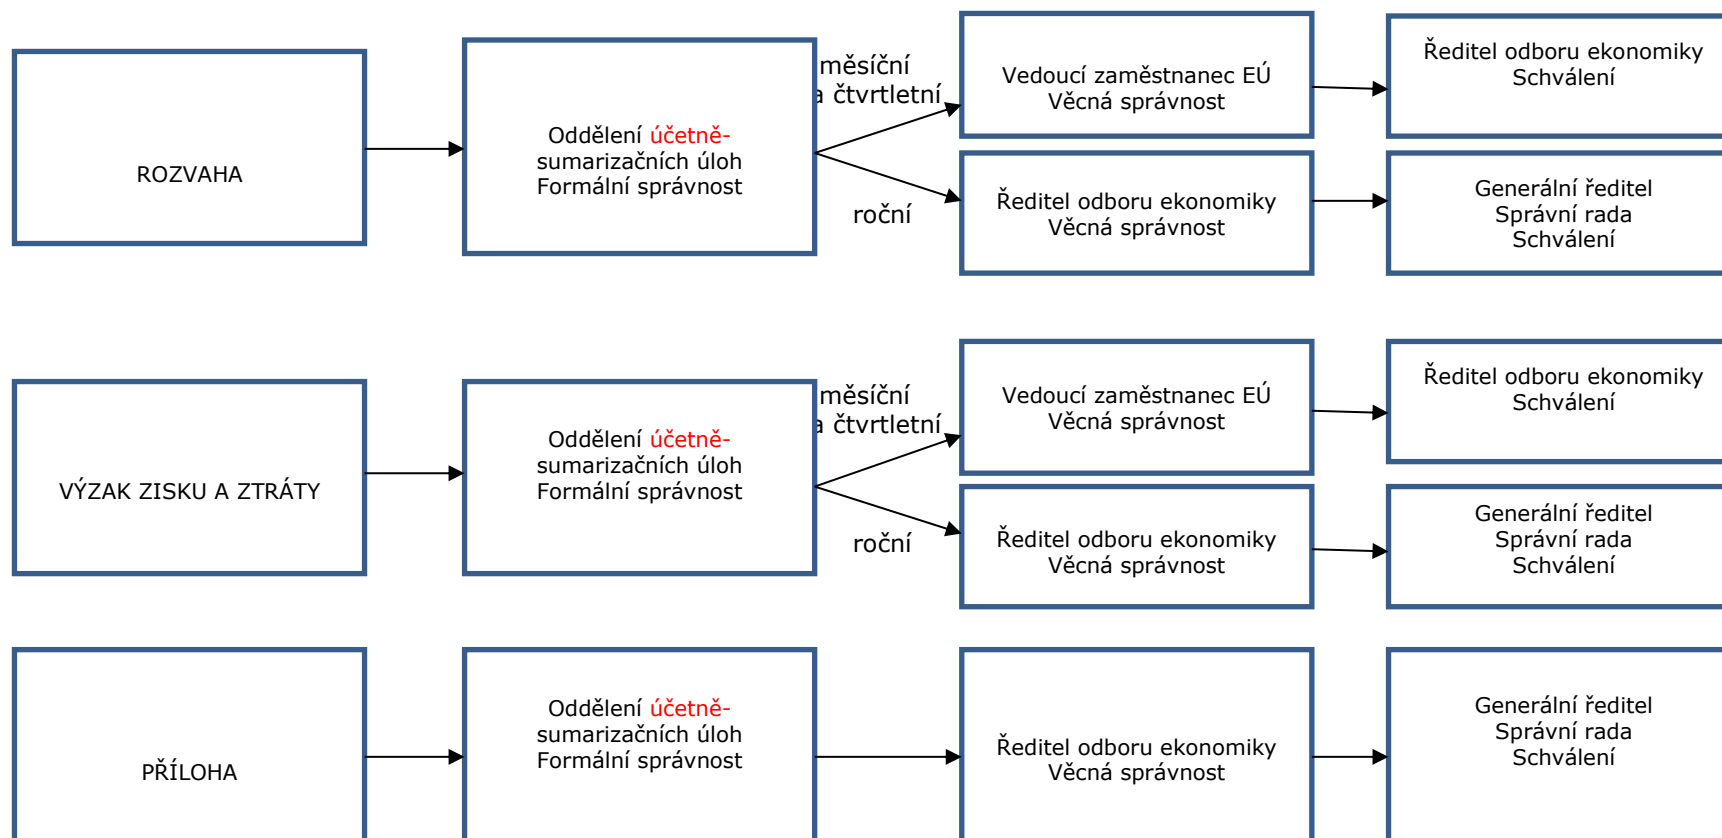 ROZVAHA
Oddělení účetně-
sumarizačních úloh
Formální správnost
měsíční
a čtvrtletní
roční
Vedoucí zaměstnanec EÚ
Věcná správnost
Ředitel odboru ekonomiky
Schválení
Ředitel odboru ekonomiky
Věcná správnost
Generální ředitel
Správní rada
Schválení
VÝZAK ZISKU A ZTRÁTY
Oddělení účetně-
sumarizačních úloh
Formální správnost
měsíční
a čtvrtletní
roční
Vedoucí zaměstnanec EÚ
Věcná správnost
Ředitel odboru ekonomiky
Schválení
Ředitel odboru ekonomiky
Věcná správnost
Generální ředitel
Správní rada
Schválení
PŘÍLOHA
Oddělení účetně-
sumarizačních úloh
Formální správnost
Ředitel odboru ekonomiky
Věcná správnost
Generální ředitel
Správní rada
Schválení